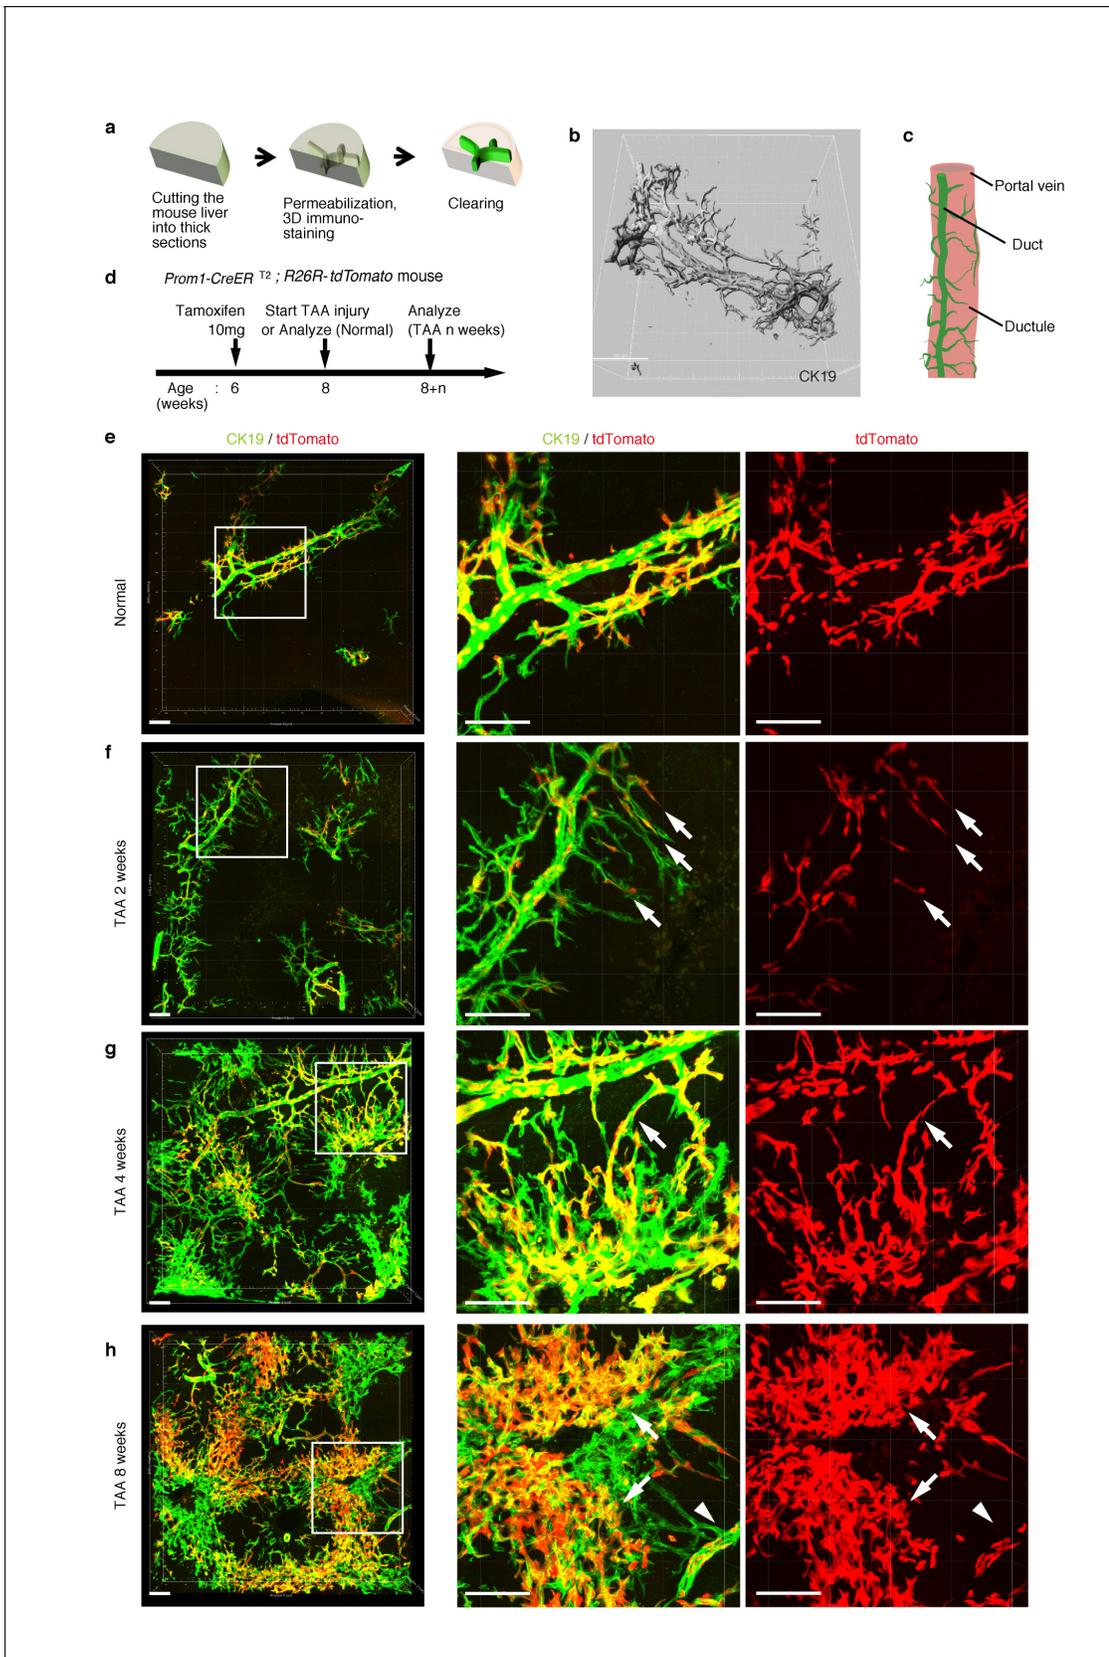 a
Cutting the
mouse liver
into thick
sections
Permeabilization,
3D immuno-
staining
Clearing
b
CK19
c
Portal vein
Duct
Ductule
d
Prom1-CreER T2 ; R26R-tdTomato mouse
Tamoxifen
10mg
Start TAA injury
or Analyze (Normal)
Analyze
(TAA n weeks)
Age
(weeks)
: 6
8
8+n
e
CK19 / tdTomato
CK19 / tdTomato
tdTomato
Normal
f
TAA 2 weeks
g
TAA 4 weeks
h
TAA 8 weeks